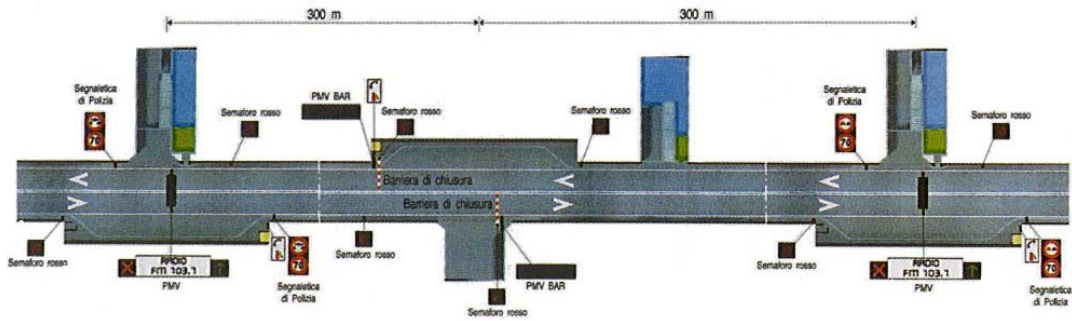 300 m
300 m
Segnaletica
di Polizia
70
Semaforo rosso
PMV BAR
Semaforo rosso
Semaforo rosso
Segnaletica
di Polizia
70
Semaforo rosso
Barriera di chiusura
Barriera di chiusura
Semaforo rosso
RADIO
FM 103.1
PMV
70
Segnaletica
di Polizia
Semaforo rosso
Semaforo rosso
PMV BAR
Semaforo rosso
RADIO
FM 103.1
PMV
70
Segnaletica
di Polizia